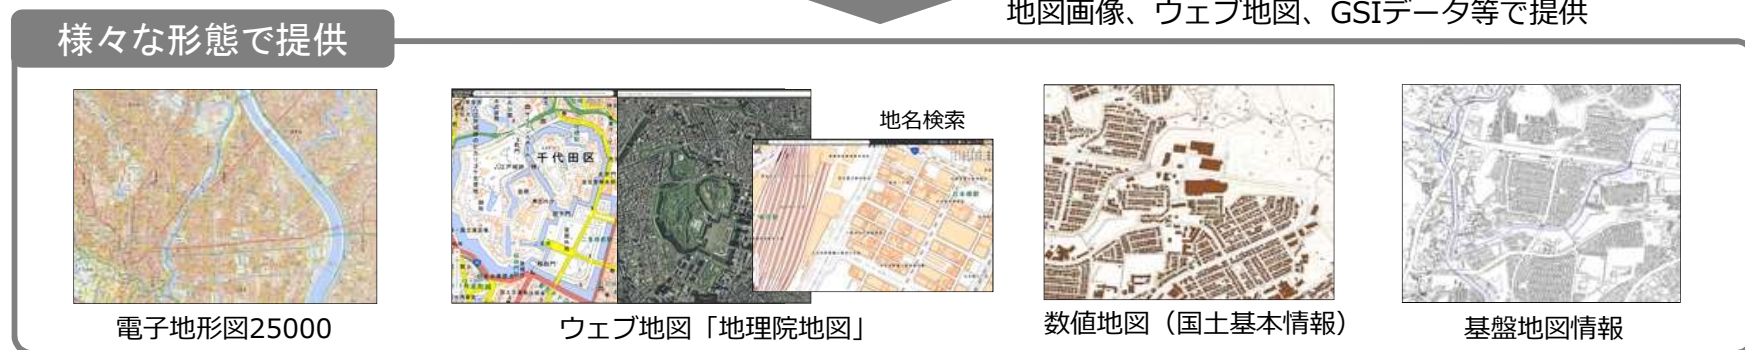 地図画像、ウェブ地図、GSIデータ等で提供
様々な形態で提供
地名検索
千代田区
電子地形図25000
ウェブ地図「地理院地図」
数値地図（国土基本情報）
基盤地図情報